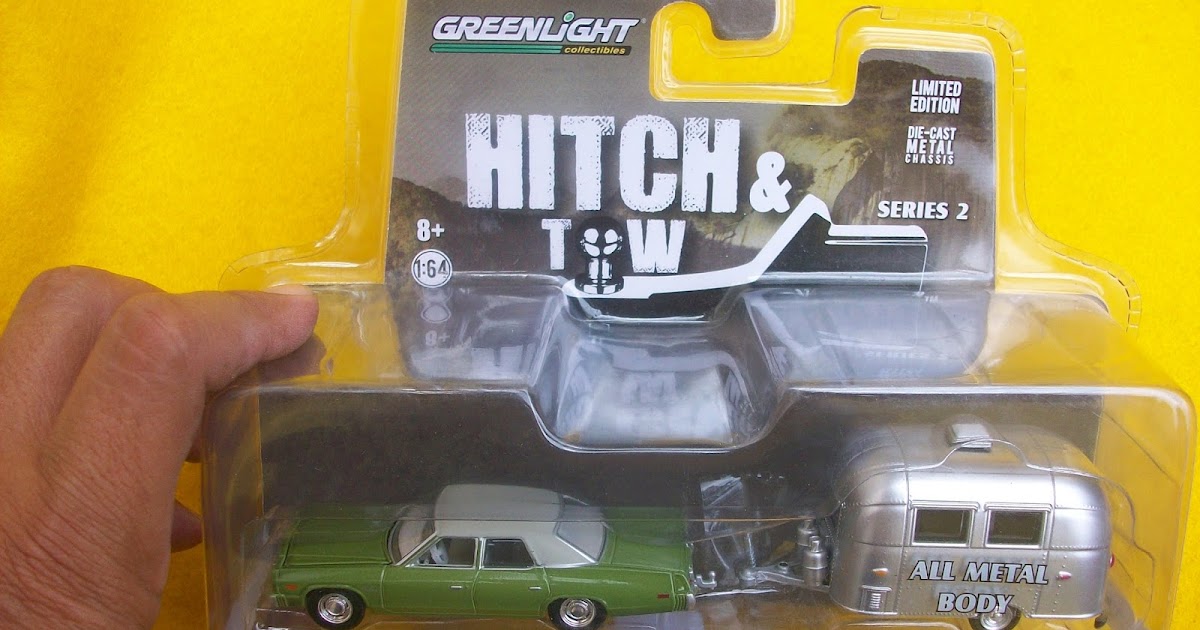 GREENLiGHT
collectibles
LIMITED
EDITION
DIE-CAST
METAL
CHASSIS
HITCH &
TOW
SERIES 2
8+
1:64
TM
8+
ALL METAL
BODY